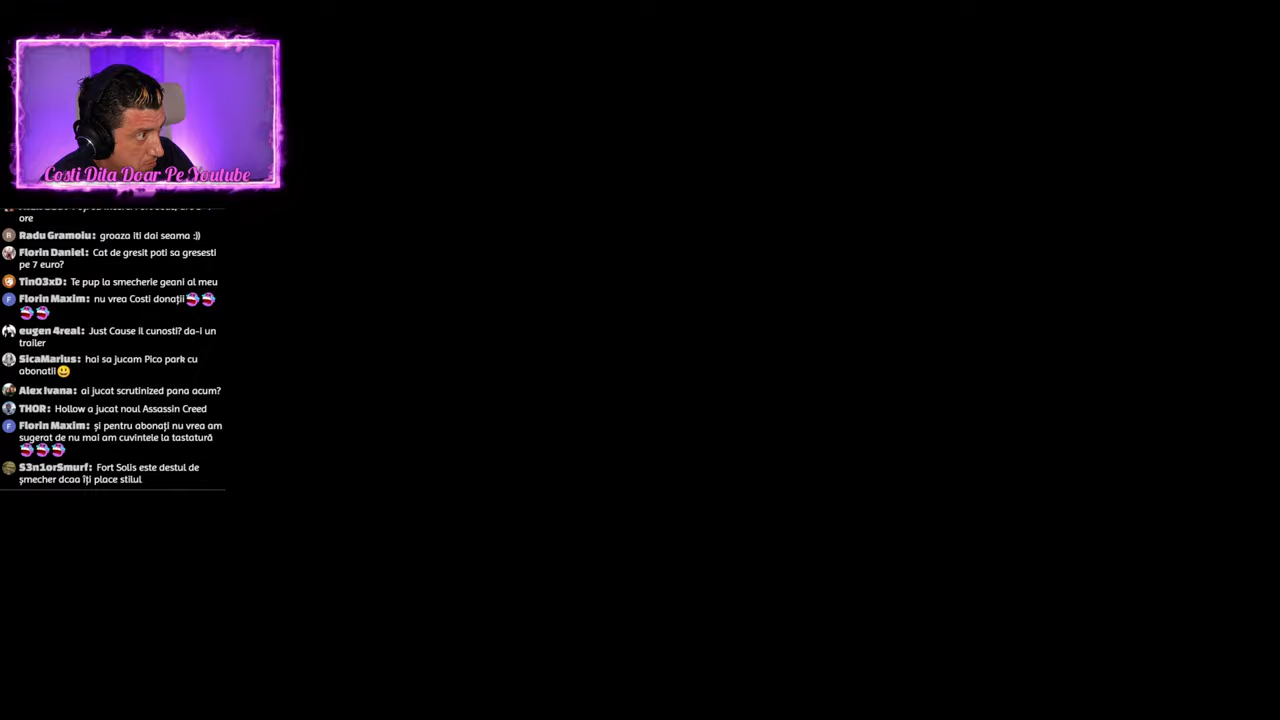 Costi Dita Doar Pe Youtube
ore
Radu Gramoiu: groaza iti dai seama :))
Florin Daniel: Cat de gresit poti sa gresesti
pe 7 euro?
Tin03xD: Te pup la smecherie geani al meu
Florin Maxim: nu vrea Costi donații
eugen 4real: Just Cause il cunosti? da-i un
trailer
SicaMarius: hai sa jucam Pico park cu
abonatii😃
Alex Ivana: ai jucat scrutinized pana acum?
THOR: Hollow a jucat noul Assassin Creed
Florin Maxim: și pentru abonați nu vrea am
sugerat de nu mai am cuvintele la tastatură
S3n1orSmurf: Fort Solis este destul de
șmecher dcaa îți place stilul